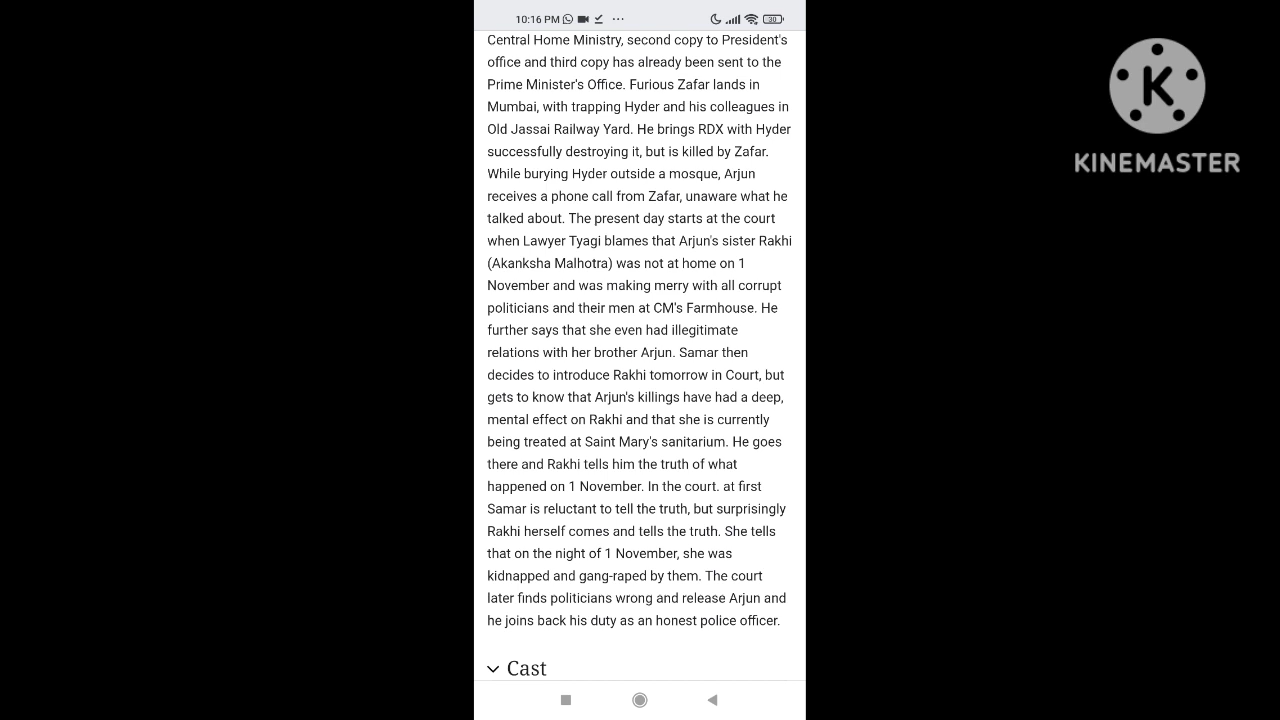 10:16 PM
30
Central Home Ministry, second copy to President's
office and third copy has already been sent to the
Prime Minister's Office. Furious Zafar lands in
Mumbai, with trapping Hyder and his colleagues in
Old Jassai Railway Yard. He brings RDX with Hyder
successfully destroying it, but is killed by Zafar.
While burying Hyder outside a mosque, Arjun
receives a phone call from Zafar, unaware what he
talked about. The present day starts at the court
when Lawyer Tyagi blames that Arjun's sister Rakhi
(Akanksha Malhotra) was not at home on 1
November and was making merry with all corrupt
politicians and their men at CM's Farmhouse. He
further says that she even had illegitimate
relations with her brother Arjun. Samar then
decides to introduce Rakhi tomorrow in Court, but
gets to know that Arjun's killings have had a deep,
mental effect on Rakhi and that she is currently
being treated at Saint Mary's sanitarium. He goes
there and Rakhi tells him the truth of what
happened on 1 November. In the court. at first
Samar is reluctant to tell the truth, but surprisingly
Rakhi herself comes and tells the truth. She tells
that on the night of 1 November, she was
kidnapped and gang-raped by them. The court
later finds politicians wrong and release Arjun and
he joins back his duty as an honest police officer.
Cast
K
KINEMASTER